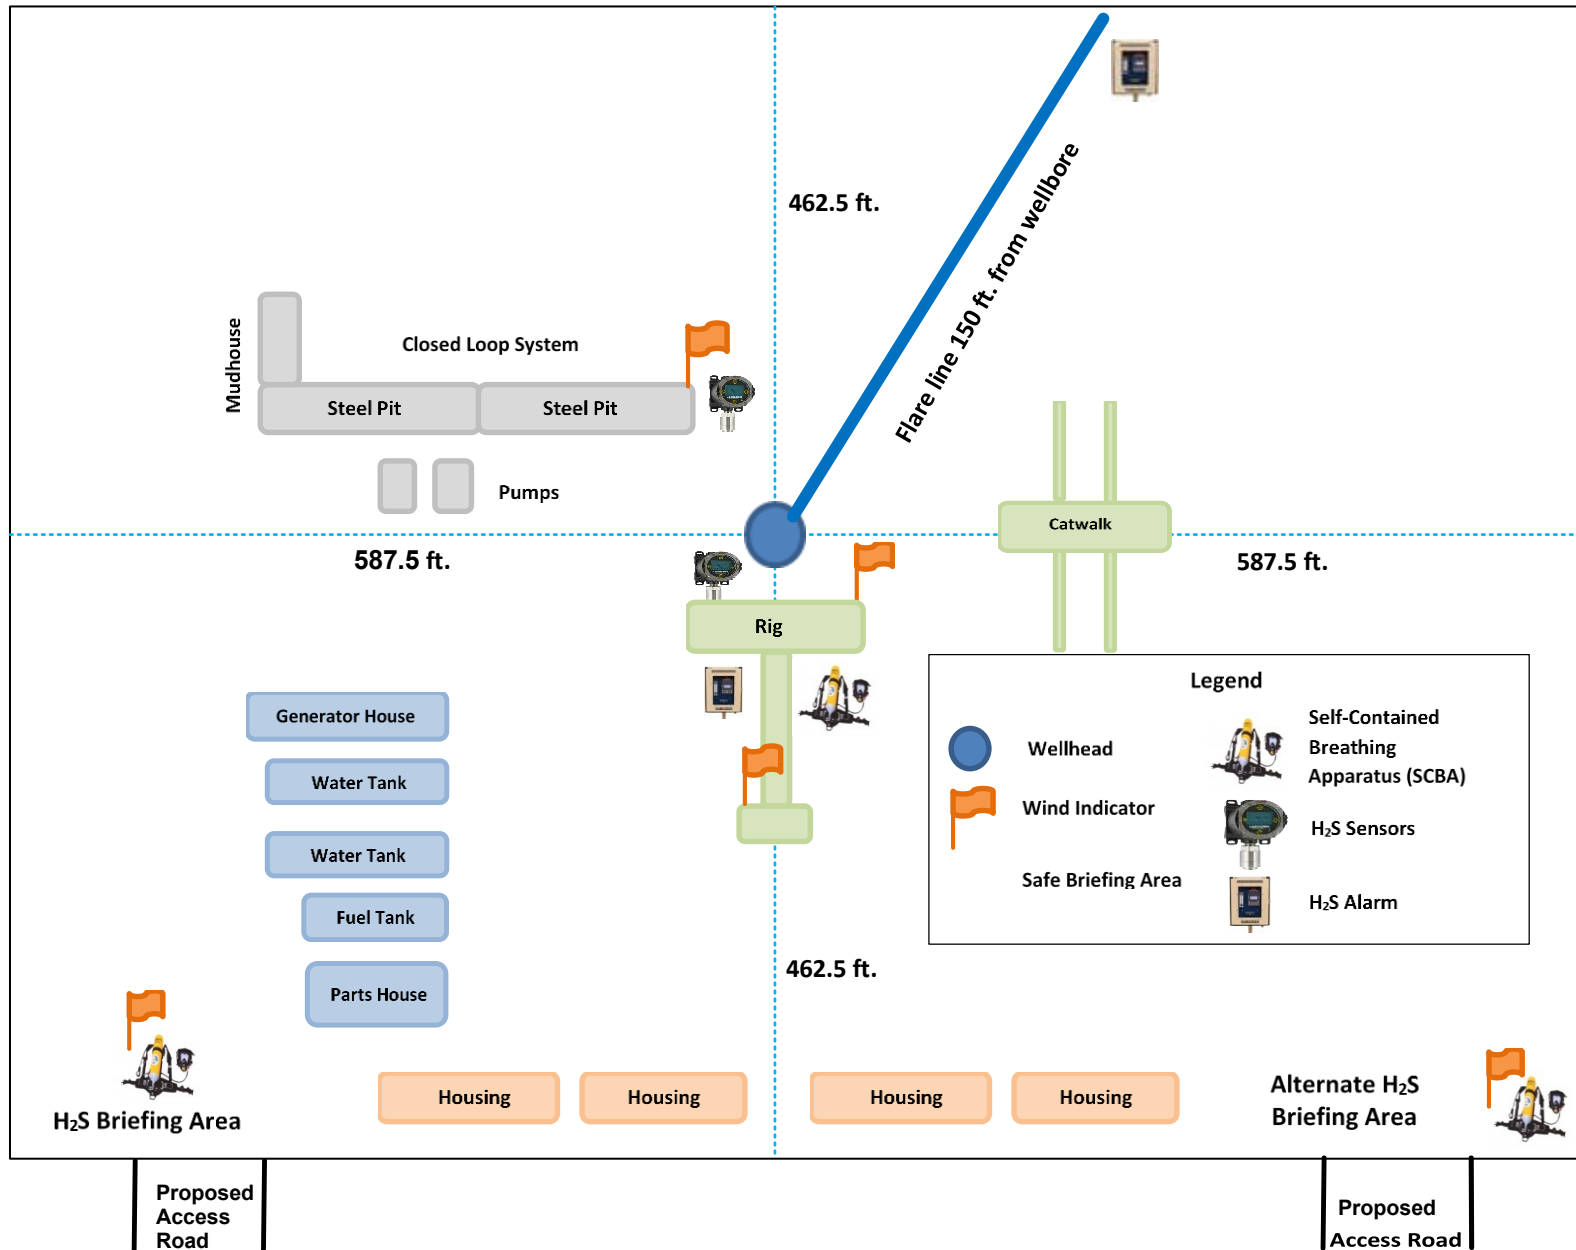 462.5 ft.
Flare line 150 ft. from wellbore
Mudhouse
Closed Loop System
Steel Pit
Steel Pit
Pumps
Catwalk
587.5 ft.
587.5 ft.
Rig
Legend
Wellhead
Self-Contained
Breathing
Apparatus (SCBA)
Wind Indicator
H₂S Sensors
Safe Briefing Area
H₂S Alarm
Generator House
Water Tank
Water Tank
Fuel Tank
Parts House
462.5 ft.
H₂S Briefing Area
Housing
Housing
Housing
Housing
Alternate H₂S
Briefing Area
Proposed
Access
Road
Proposed
Access Road